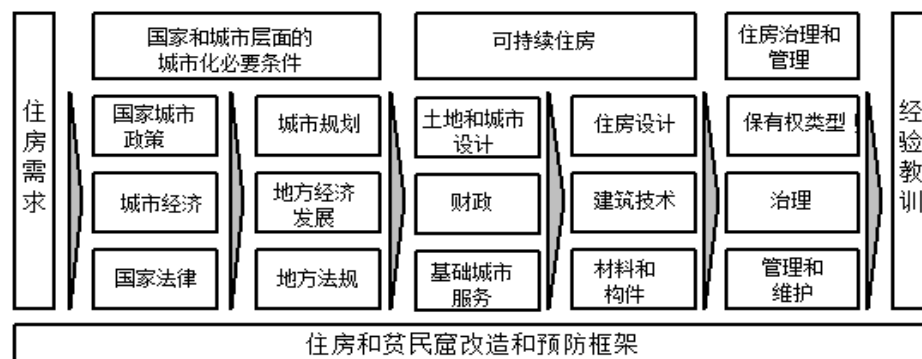 住房需求
国家和城市层面的
城市化必要条件
可持续住房
住房治理和
管理
国家城市
政策
城市规划
土地和城市
设计
住房设计
保有权类型
城市经济
地方经济
发展
财政
建筑技术
治理
国家法律
地方法规
基础城市
服务
材料和
构件
管理和
维护
经验教训
住房和贫民窟改造和预防框架